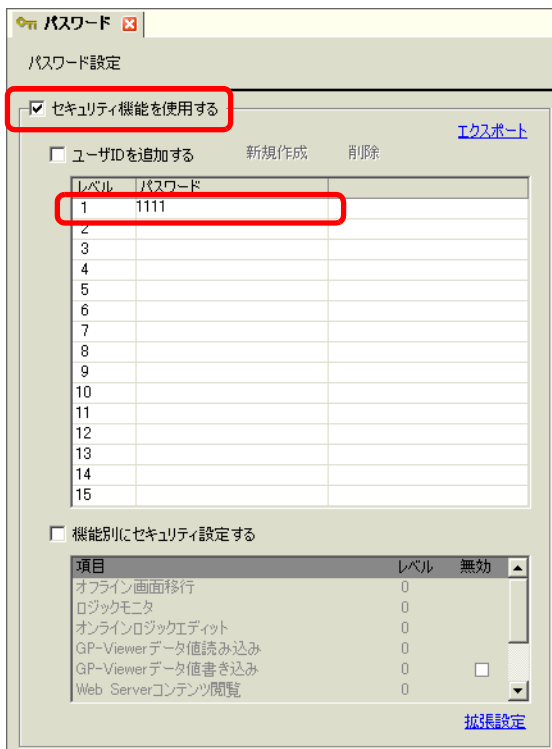 パスワード
パスワード設定
セキュリティ機能を使用する
エクスポート
ユーザIDを追加する 新規作成 削除
レベル パスワード
1 1111
2
3
4
5
6
7
8
9
10
11
12
13
14
15
機能別にセキュリティ設定する
項目 レベル 無効
オフライン画面移行 0
ロジックモニタ 0
オンラインロジックエディット 0
GP-Viewerデータ値読み込み 0
GP-Viewerデータ値書き込み 0
Web Serverコンテンツ閲覧 0
拡張設定